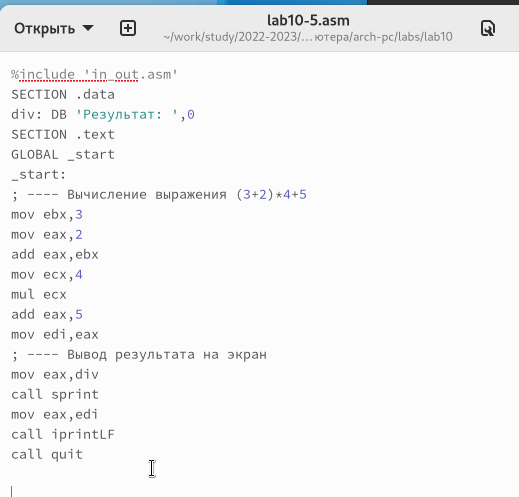 Открыть
lab10-5.asm
~/work/study/2022-2023/... ютера/arch-pc/labs/lab10
%include 'in_out.asm'
SECTION .data
div: DB 'Результат: ',0
SECTION .text
GLOBAL _start
_start:
; ---- Вычисление выражения (3+2)*4+5
mov ebx,3
mov eax,2
add eax,ebx
mov ecx,4
mul ecx
add eax,5
mov edi,eax
; ---- Вывод результата на экран
mov eax,div
call sprint
mov eax,edi
call iprintLF
call quit